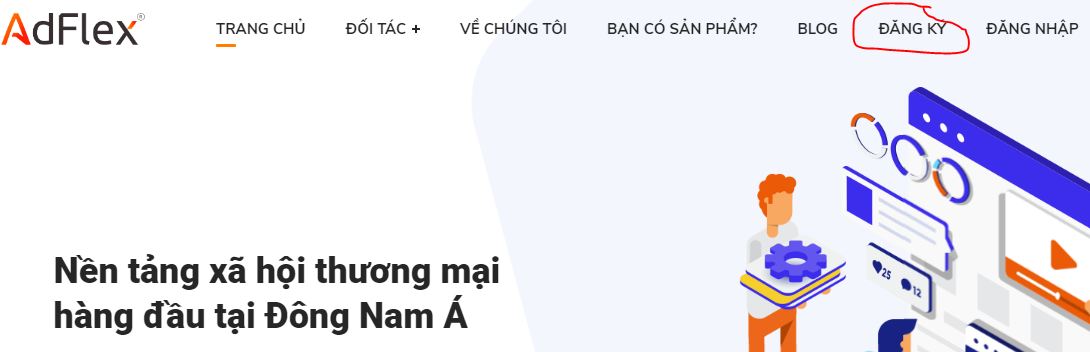 AdFlex®
TRANG CHỦ ĐỐI TÁC + VỀ CHÚNG TÔI BẠN CÓ SẢN PHẨM? BLOG ĐĂNG KÝ ĐĂNG NHẬP
Nền tảng xã hội thương mại
hàng đầu tại Đông Nam Á
25
12